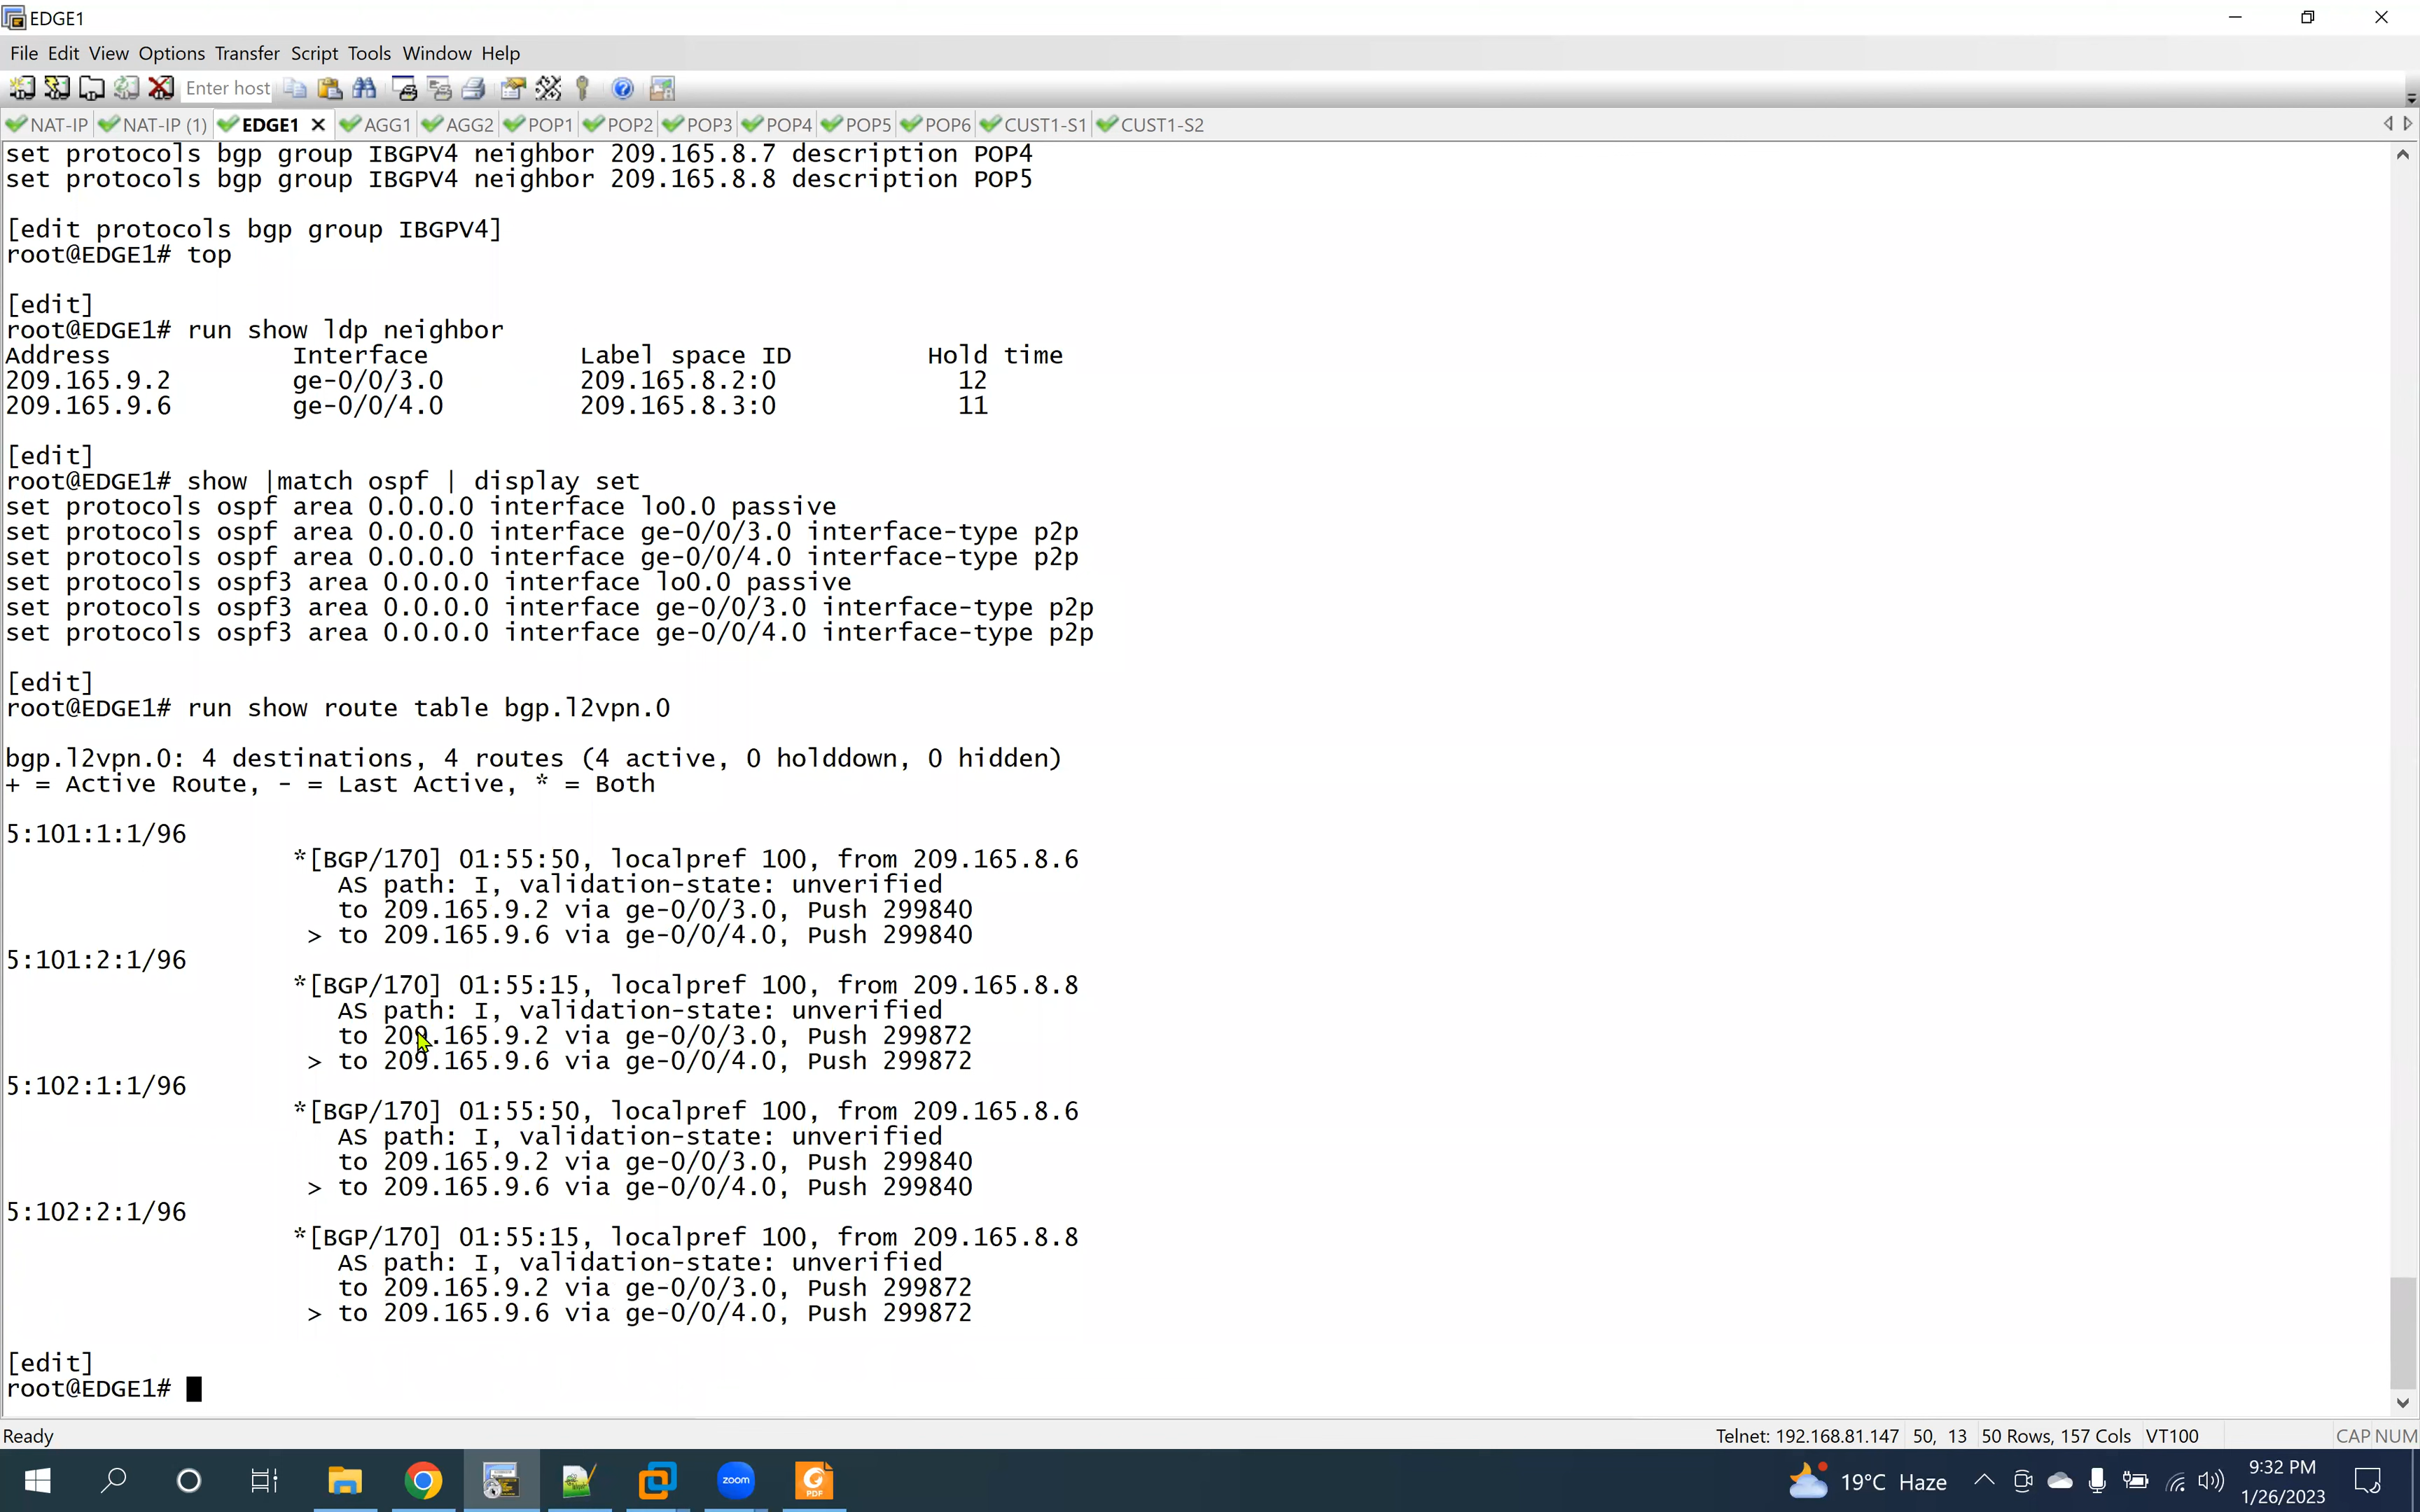 EDGE1
File Edit View Options Transfer Script Tools Window Help
Enter host
NAT-IP NAT-IP (1) EDGE1 AGG1 AGG2 POP1 POP2 POP3 POP4 POP5 POP6 CUST1-S1 CUST1-S2
set protocols bgp group IBGPV4 neighbor 209.165.8.7 description POP4
set protocols bgp group IBGPV4 neighbor 209.165.8.8 description POP5
[edit protocols bgp group IBGPV4]
root@EDGE1# top
[edit]
root@EDGE1# run show ldp neighbor
Address Interface Label space ID Hold time
209.165.9.2 ge-0/0/3.0 209.165.8.2:0 12
209.165.9.6 ge-0/0/4.0 209.165.8.3:0 11
[edit]
root@EDGE1# show |match ospf | display set
set protocols ospf area 0.0.0.0 interface lo0.0 passive
set protocols ospf area 0.0.0.0 interface ge-0/0/3.0 interface-type p2p
set protocols ospf area 0.0.0.0 interface ge-0/0/4.0 interface-type p2p
set protocols ospf3 area 0.0.0.0 interface lo0.0 passive
set protocols ospf3 area 0.0.0.0 interface ge-0/0/3.0 interface-type p2p
set protocols ospf3 area 0.0.0.0 interface ge-0/0/4.0 interface-type p2p
[edit]
root@EDGE1# run show route table bgp.l2vpn.0
bgp.l2vpn.0: 4 destinations, 4 routes (4 active, 0 holddown, 0 hidden)
+ = Active Route, - = Last Active, * = Both
5:101:1:1/96
*[BGP/170] 01:55:50, localpref 100, from 209.165.8.6
AS path: I, validation-state: unverified
to 209.165.9.2 via ge-0/0/3.0, Push 299840
> to 209.165.9.6 via ge-0/0/4.0, Push 299840
5:101:2:1/96
*[BGP/170] 01:55:15, localpref 100, from 209.165.8.8
AS path: I, validation-state: unverified
to 209.165.9.2 via ge-0/0/3.0, Push 299872
> to 209.165.9.6 via ge-0/0/4.0, Push 299872
5:102:1:1/96
*[BGP/170] 01:55:50, localpref 100, from 209.165.8.6
AS path: I, validation-state: unverified
to 209.165.9.2 via ge-0/0/3.0, Push 299840
> to 209.165.9.6 via ge-0/0/4.0, Push 299840
5:102:2:1/96
*[BGP/170] 01:55:15, localpref 100, from 209.165.8.8
AS path: I, validation-state: unverified
to 209.165.9.2 via ge-0/0/3.0, Push 299872
> to 209.165.9.6 via ge-0/0/4.0, Push 299872
[edit]
root@EDGE1#
Ready Telnet: 192.168.81.147 50, 13 50 Rows, 157 Cols VT100 CAP NUM
zoom PDF 19°C Haze 9:32 PM
1/26/2023